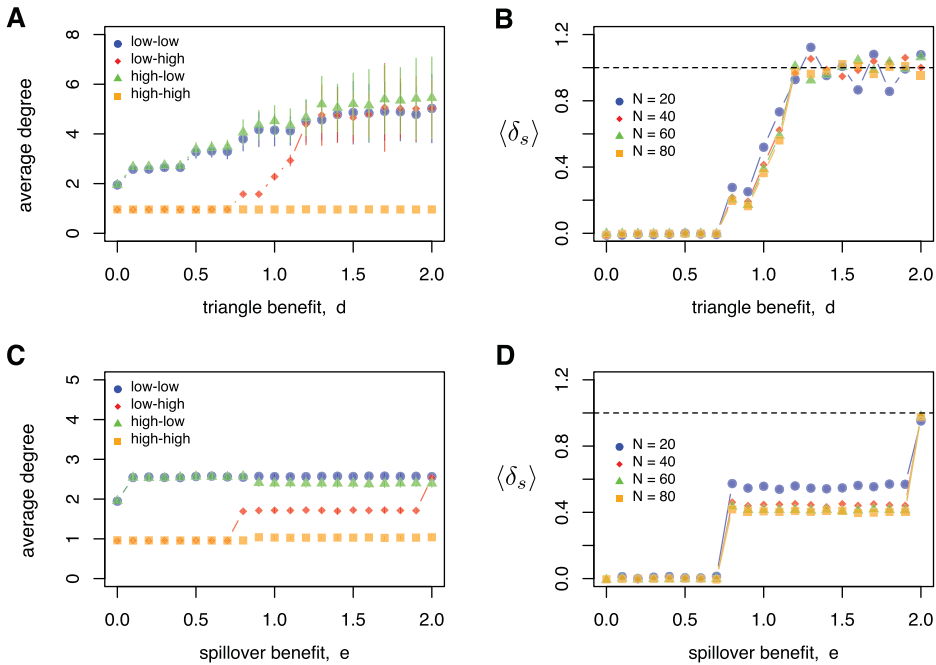 A
average degree
8
6
4
2
0
low-low
low-high
high-low
high-high
0.0 0.5 1.0 1.5 2.0
triangle benefit, d
B
⟨δs⟩
1.2
0.8
0.4
0.0
N = 20
N = 40
N = 60
N = 80
0.0 0.5 1.0 1.5 2.0
triangle benefit, d
C
average degree
5
4
3
2
1
0
low-low
low-high
high-low
high-high
0.0 0.5 1.0 1.5 2.0
spillover benefit, e
D
⟨δs⟩
1.2
0.8
0.4
0.0
N = 20
N = 40
N = 60
N = 80
0.0 0.5 1.0 1.5 2.0
spillover benefit, e